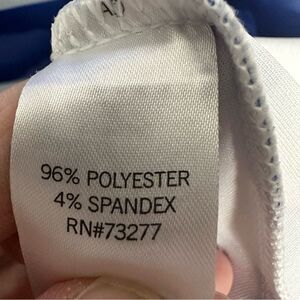 96% POLYESTER
4% SPANDEX
RN#73277